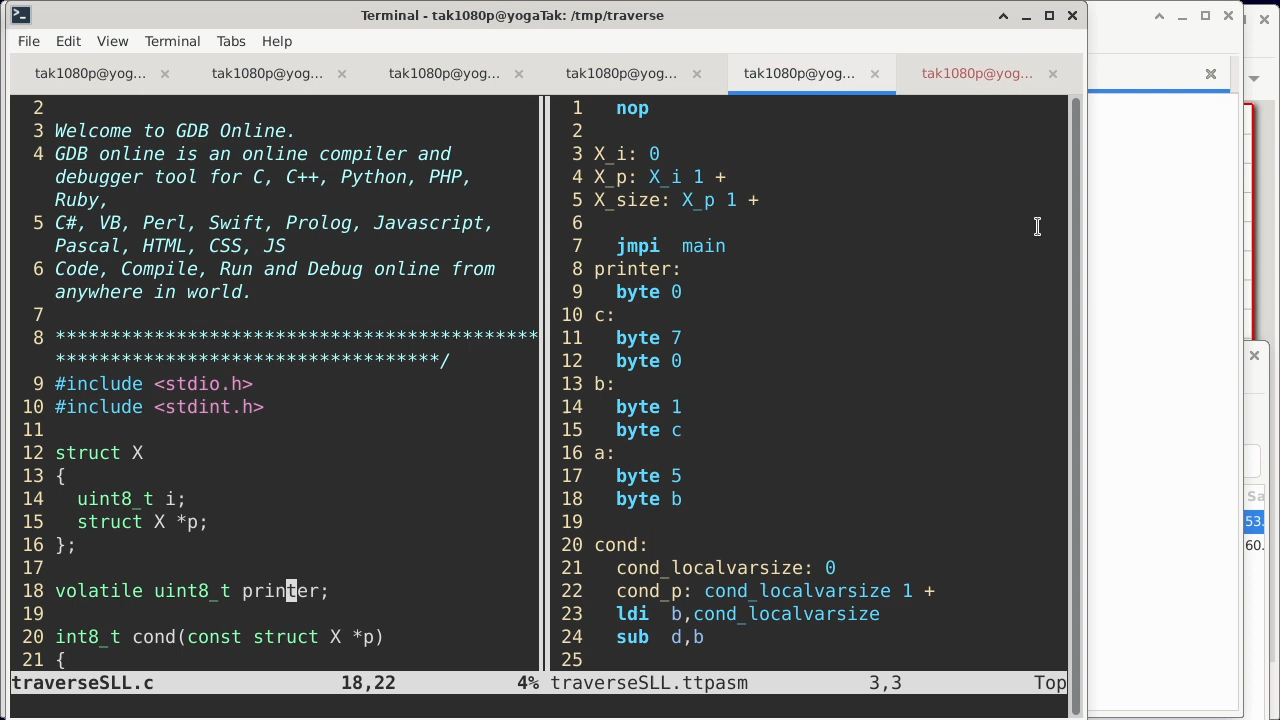 Terminal - tak1080p@yogaTak: /tmp/traverse
File Edit View Terminal Tabs Help
tak1080p@yog... tak1080p@yog... tak1080p@yog... tak1080p@yog... tak1080p@yog... tak1080p@yog...
2
3 Welcome to GDB Online.
4 GDB online is an online compiler and
debugger tool for C, C++, Python, PHP,
Ruby,
5 C#, VB, Perl, Swift, Prolog, Javascript,
Pascal, HTML, CSS, JS
6 Code, Compile, Run and Debug online from
anywhere in world.
7
8 ********************************************
***********************************/
9 #include <stdio.h>
10 #include <stdint.h>
11
12 struct X
13 {
14 uint8_t i;
15 struct X *p;
16 };
17
18 volatile uint8_t printer;
19
20 int8_t cond(const struct X *p)
21 {
traverseSLL.c 18,22 4%
1 nop
2
3 X_i: 0
4 X_p: X_i 1 +
5 X_size: X_p 1 +
6
7 jmpi main
8 printer:
9 byte 0
10 c:
11 byte 7
12 byte 0
13 b:
14 byte 1
15 byte c
16 a:
17 byte 5
18 byte b
19
20 cond:
21 cond_localvarsize: 0
22 cond_p: cond_localvarsize 1 +
23 ldi b,cond_localvarsize
24 sub d,b
25
traverseSLL.ttpasm 3,3 Top
Sa
53.
60.